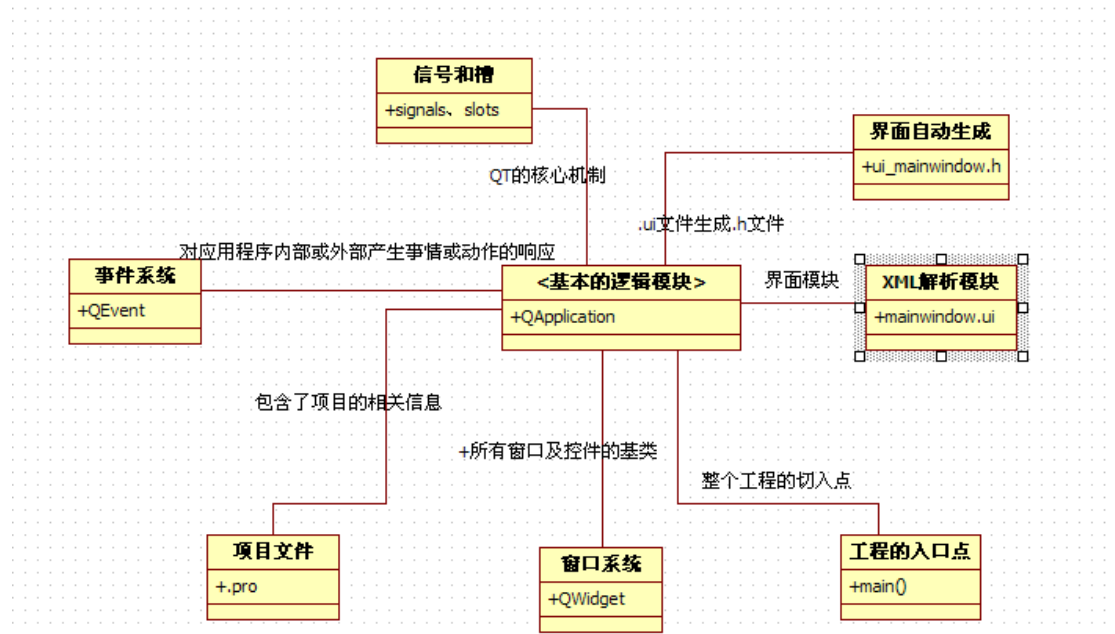 信号和槽
+signals、slots
界面自动生成
+ui_mainwindow.h
QT的核心机制
.ui文件生成.h文件
对应用程序内部或外部产生事情或动作的响应
事件系统
+QEvent
<基本的逻辑模块>
+QApplication
界面模块
XML解析模块
+mainwindow.ui
包含了项目的相关信息
+所有窗口及控件的基类
整个工程的切入点
项目文件
+.pro
窗口系统
+QWidget
工程的入口点
+main()